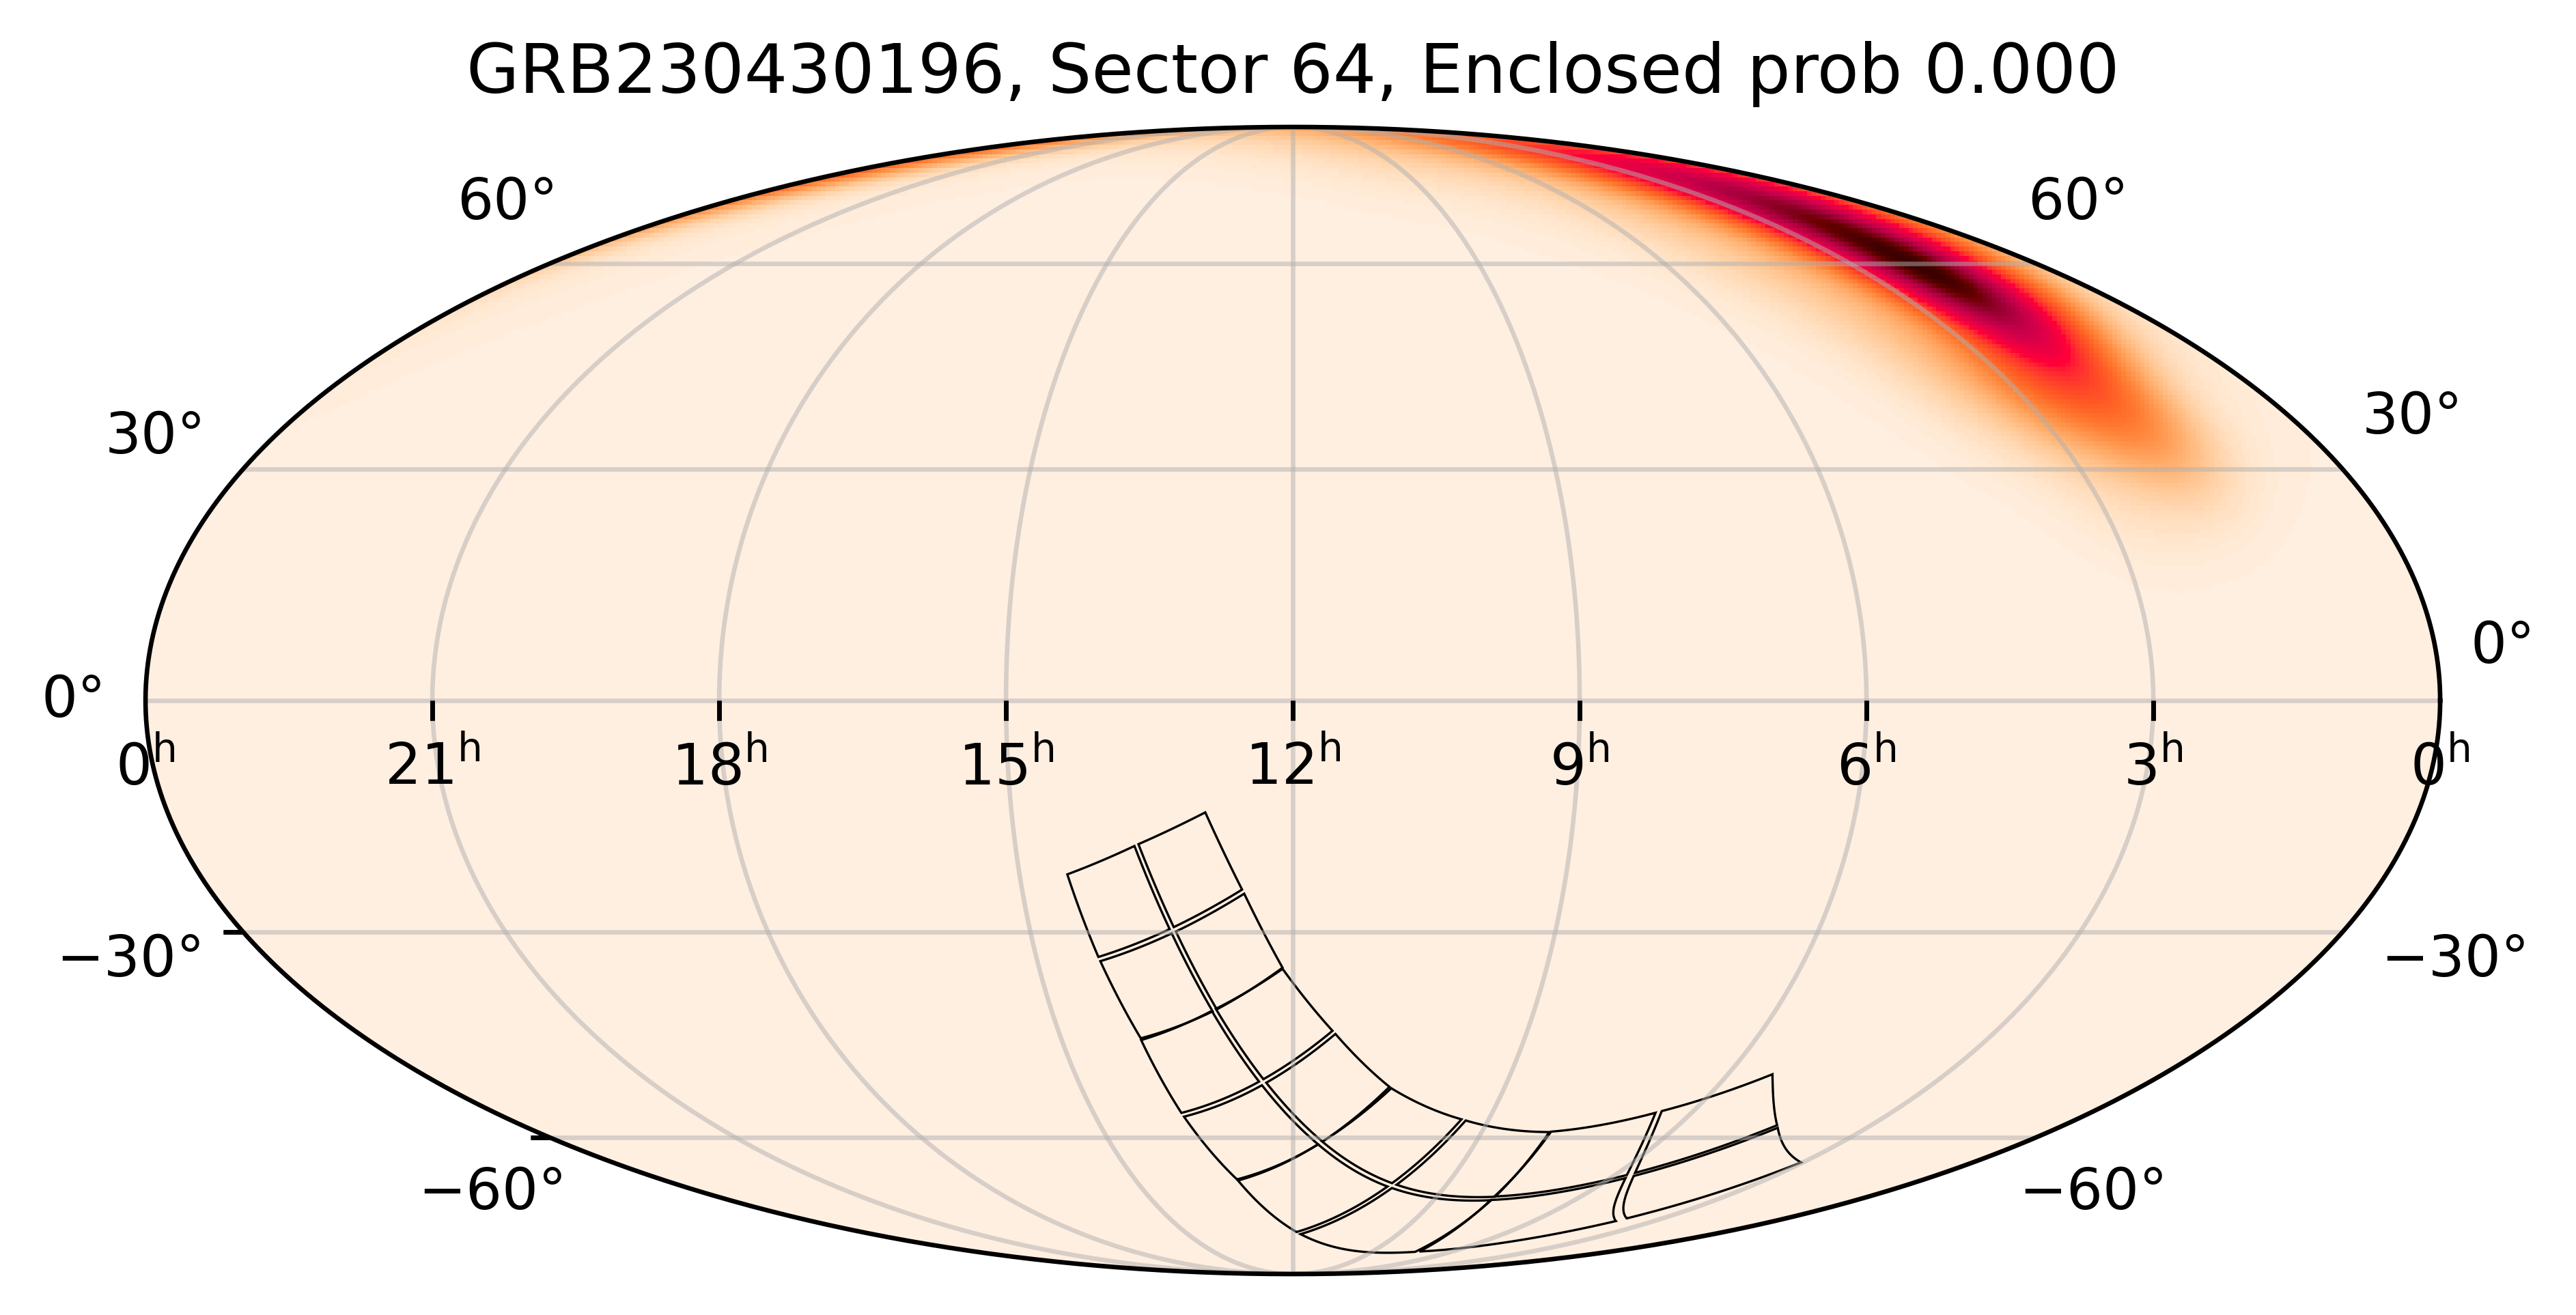 GRB230430196, Sector 64, Enclosed prob 0.000
60° 60°
30° 30°
0° 0°
0ʰ 21ʰ 18ʰ 15ʰ 12ʰ 9ʰ 6ʰ 3ʰ 0ʰ
−30° −30°
−60° −60°